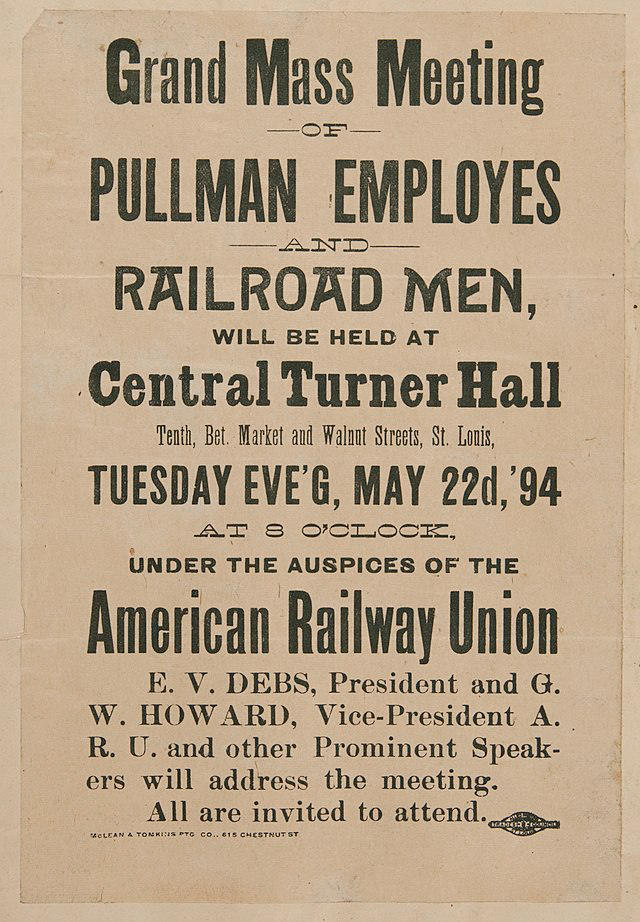 Grand Mass Meeting
—OF—
PULLMAN EMPLOYES
—AND—
RAILROAD MEN,
WILL BE HELD AT
Central Turner Hall
Tenth, Bet. Market and Walnut Streets, St. Louis,
TUESDAY EVE'G, MAY 22d, '94
AT 8 O'CLOCK,
UNDER THE AUSPICES OF THE
American Railway Union
E. V. DEBS, President and G.
W. HOWARD, Vice-President A.
R. U. and other Prominent Speak-
ers will address the meeting.
All are invited to attend.
TRADES COUNCIL
McLEAN & TOMKINS PTG CO., 615 CHESTNUT ST